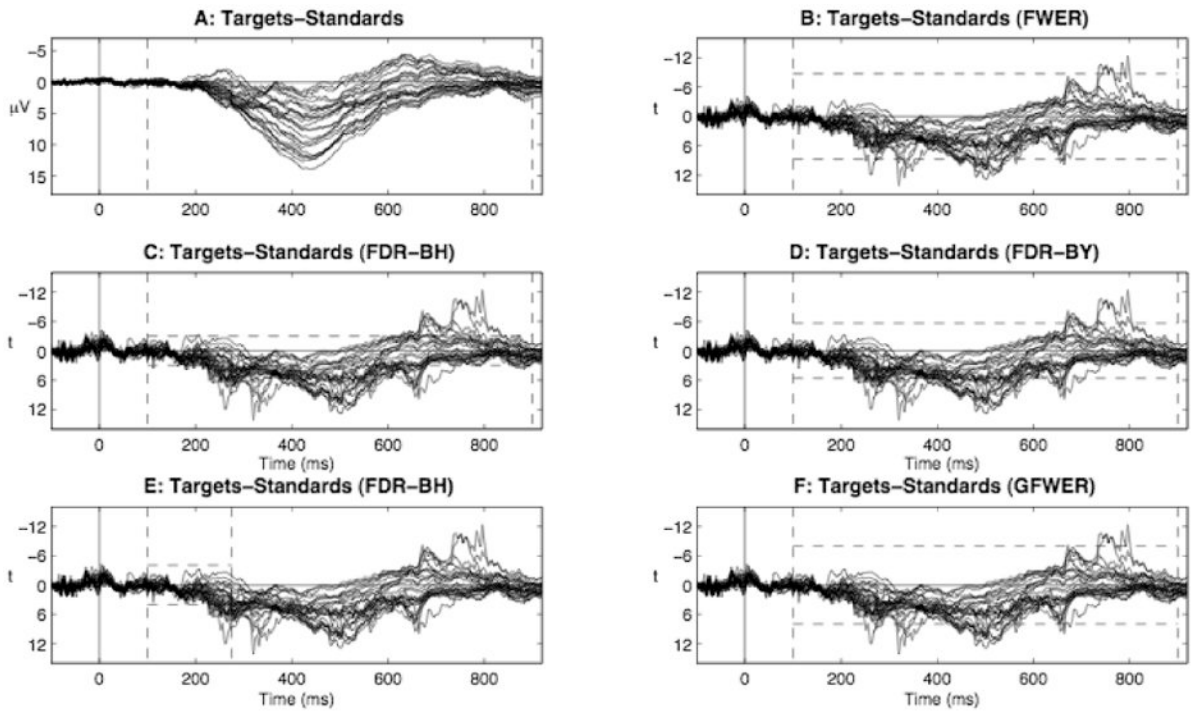 A: Targets–Standards
−5
0
µV
5
10
15
0 200 400 600 800
B: Targets–Standards (FWER)
−12
−6
t
0
6
12
0 200 400 600 800
C: Targets–Standards (FDR–BH)
−12
−6
t
0
6
12
0 200 400 600 800
Time (ms)
D: Targets–Standards (FDR–BY)
−12
−6
t
0
6
12
0 200 400 600 800
Time (ms)
E: Targets–Standards (FDR–BH)
−12
−6
t
0
6
12
0 200 400 600 800
Time (ms)
F: Targets–Standards (GFWER)
−12
−6
t
0
6
12
0 200 400 600 800
Time (ms)